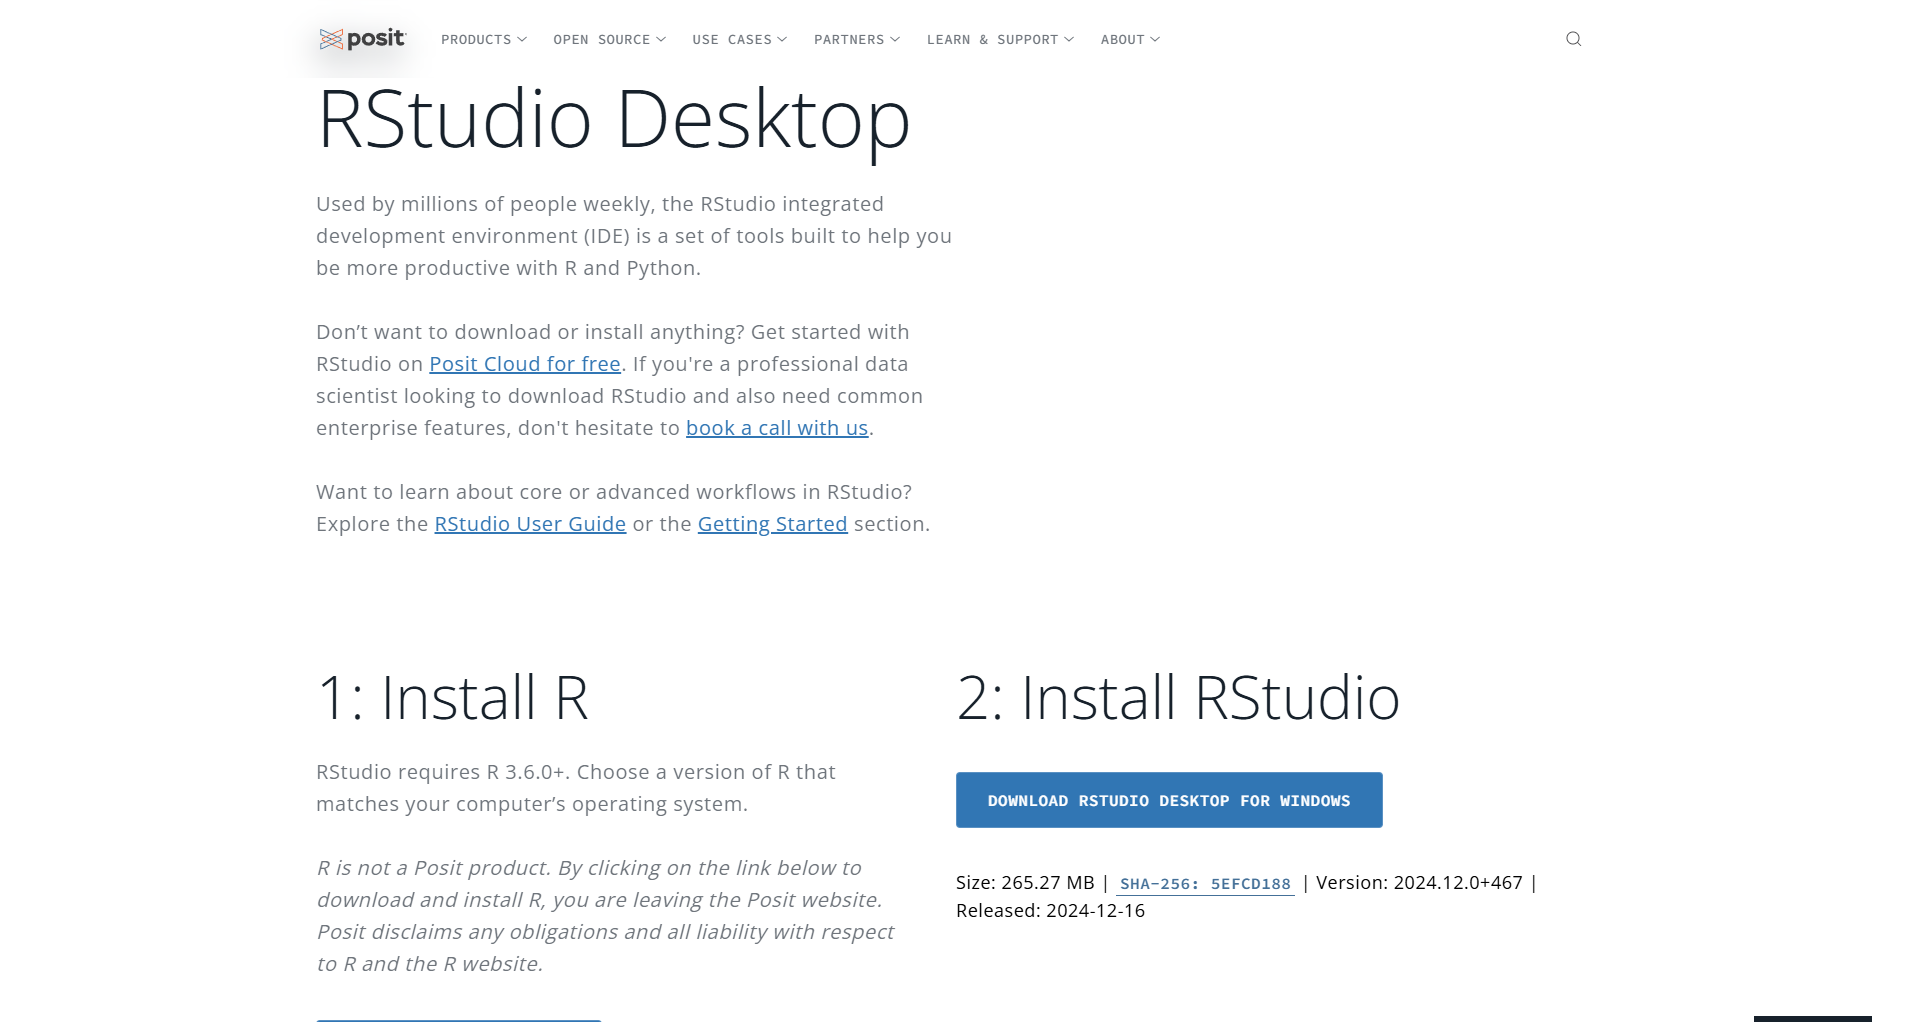 posit
PRODUCTS
OPEN SOURCE
USE CASES
PARTNERS
LEARN & SUPPORT
ABOUT
RStudio Desktop
Used by millions of people weekly, the RStudio integrated
development environment (IDE) is a set of tools built to help you
be more productive with R and Python.
Don’t want to download or install anything? Get started with
RStudio on Posit Cloud for free. If you're a professional data
scientist looking to download RStudio and also need common
enterprise features, don't hesitate to book a call with us.
Want to learn about core or advanced workflows in RStudio?
Explore the RStudio User Guide or the Getting Started section.
1: Install R
RStudio requires R 3.6.0+. Choose a version of R that
matches your computer’s operating system.
R is not a Posit product. By clicking on the link below to
download and install R, you are leaving the Posit website.
Posit disclaims any obligations and all liability with respect
to R and the R website.
2: Install RStudio
DOWNLOAD RSTUDIO DESKTOP FOR WINDOWS
Size: 265.27 MB | SHA-256: 5EFCD188 | Version: 2024.12.0+467 |
Released: 2024-12-16